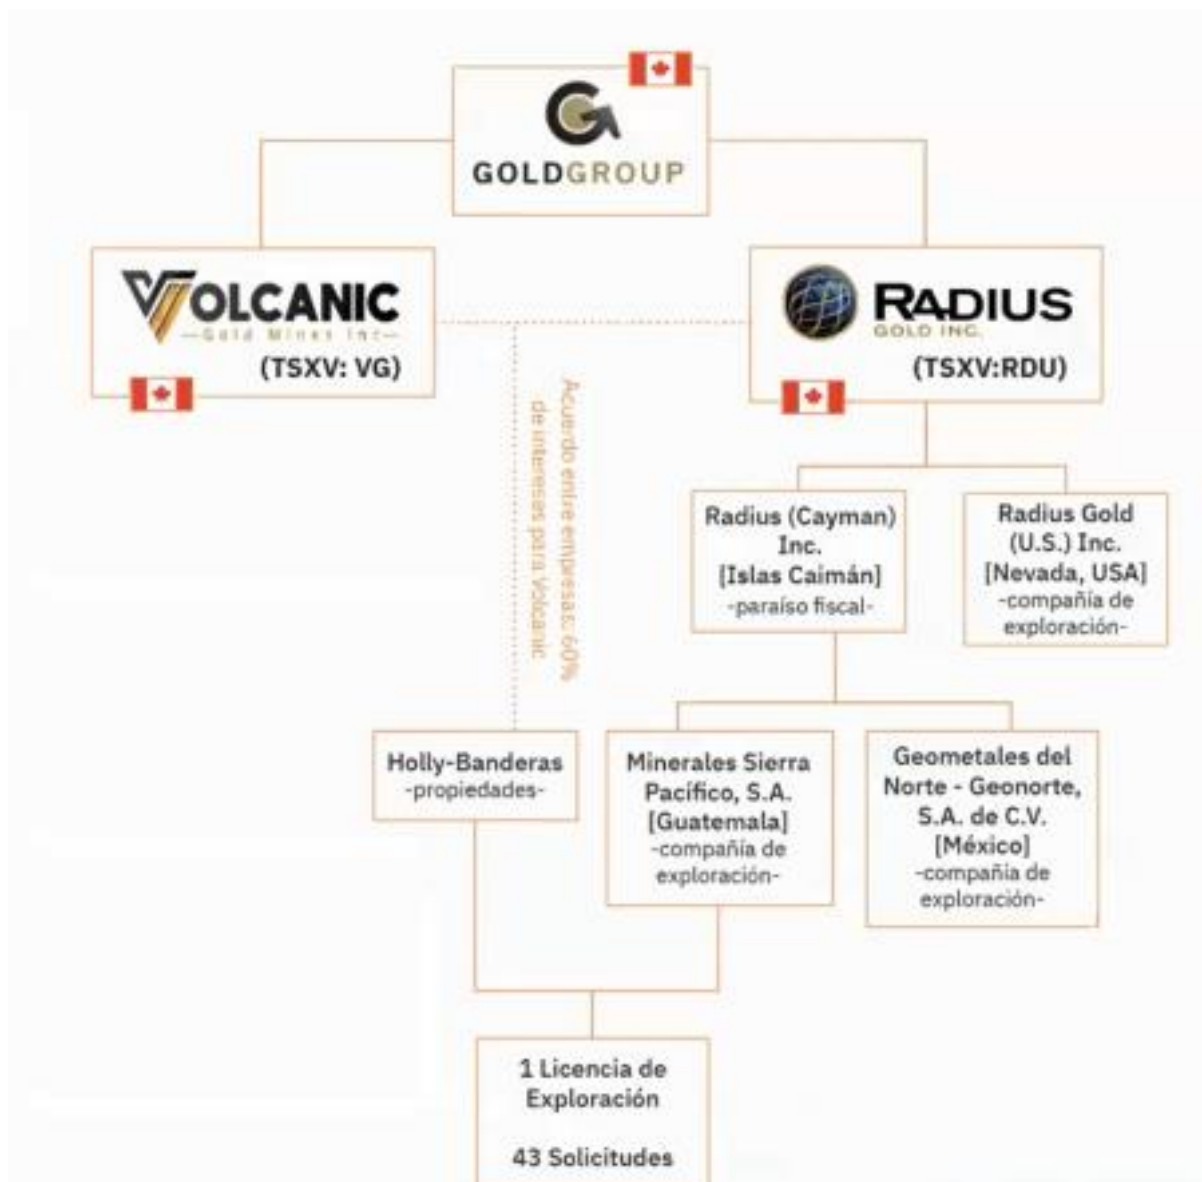 GOLDGROUP
VOLCANIC
Gold Mines Inc
(TSXV: VG)
RADIUS
GOLD INC.
(TSXV:RDU)
Acuerdo entre empresas: 60%
de intereses para Volcanic
Radius (Cayman)
Inc.
[Islas Caimán]
-paraíso fiscal-
Radius Gold
(U.S.) Inc.
[Nevada, USA]
-compañía de
exploración-
Holly-Banderas
-propiedades-
Minerales Sierra
Pacífico, S.A.
[Guatemala]
-compañía de
exploración-
Geometales del
Norte - Geonorte,
S.A. de C.V.
[México]
-compañia de
exploración-
1 Licencia de
Exploración
43 Solicitudes